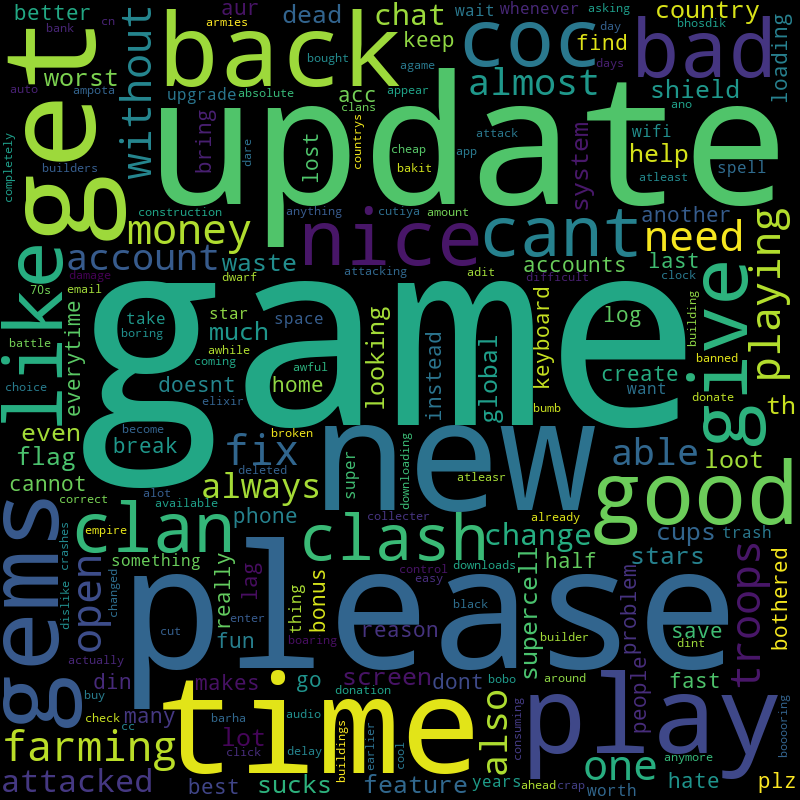 armies
bank
cn
better
back
aur
dead
chat
wait
whenever
asking
country
day
bhosdik
get
worst
auto
ampota
without
upgrade
bought
absolute
acc
keep
coc
find
bad
days
almost
clans
appear
shield
loading
completely
builders
bring
update
lost
dare
countrys
cheap
attack
bakit
app
system
wifi
ano
help
atleast
spell
construction
anything
cutiya
amount
another
money
nice
cant
need
like
account
waste
attacking
adit
accounts
last
difficult
clock
damage
dwarf
70s
email
game
playing
give
building
banned
battle
everytime
take
boring
star
much
space
awhile
coming
awful
looking
instead
global
keyboard
log
create
want
donate
choice
doesnt
home
elixir
even
break
become
broken
bumb
th
flag
fix
deleted
new
able
loot
cannot
correct
alot
available
always
super
downloading
atleasr
good
gems
empire
clan
phone
collecter
already
clash
change
cups
trash
something
really
lag
thing
bonus
control
easy
downloads
half
stars
dislike
crashes
changed
open
please
black
supercell
problem
bothered
troops
cut
enter
fun
boaring
reason
builder
dint
save
actually
people
around
fast
buy
din
makes
go
screen
dont
bobo
booooring
check
many
time
donation
also
consuming
play
anymore
farming
cc
lot
barha
click
audio
delay
buildings
earlier
cool
one
attacked
best
sucks
feature
years
ahead
crap
worth
hate
plz